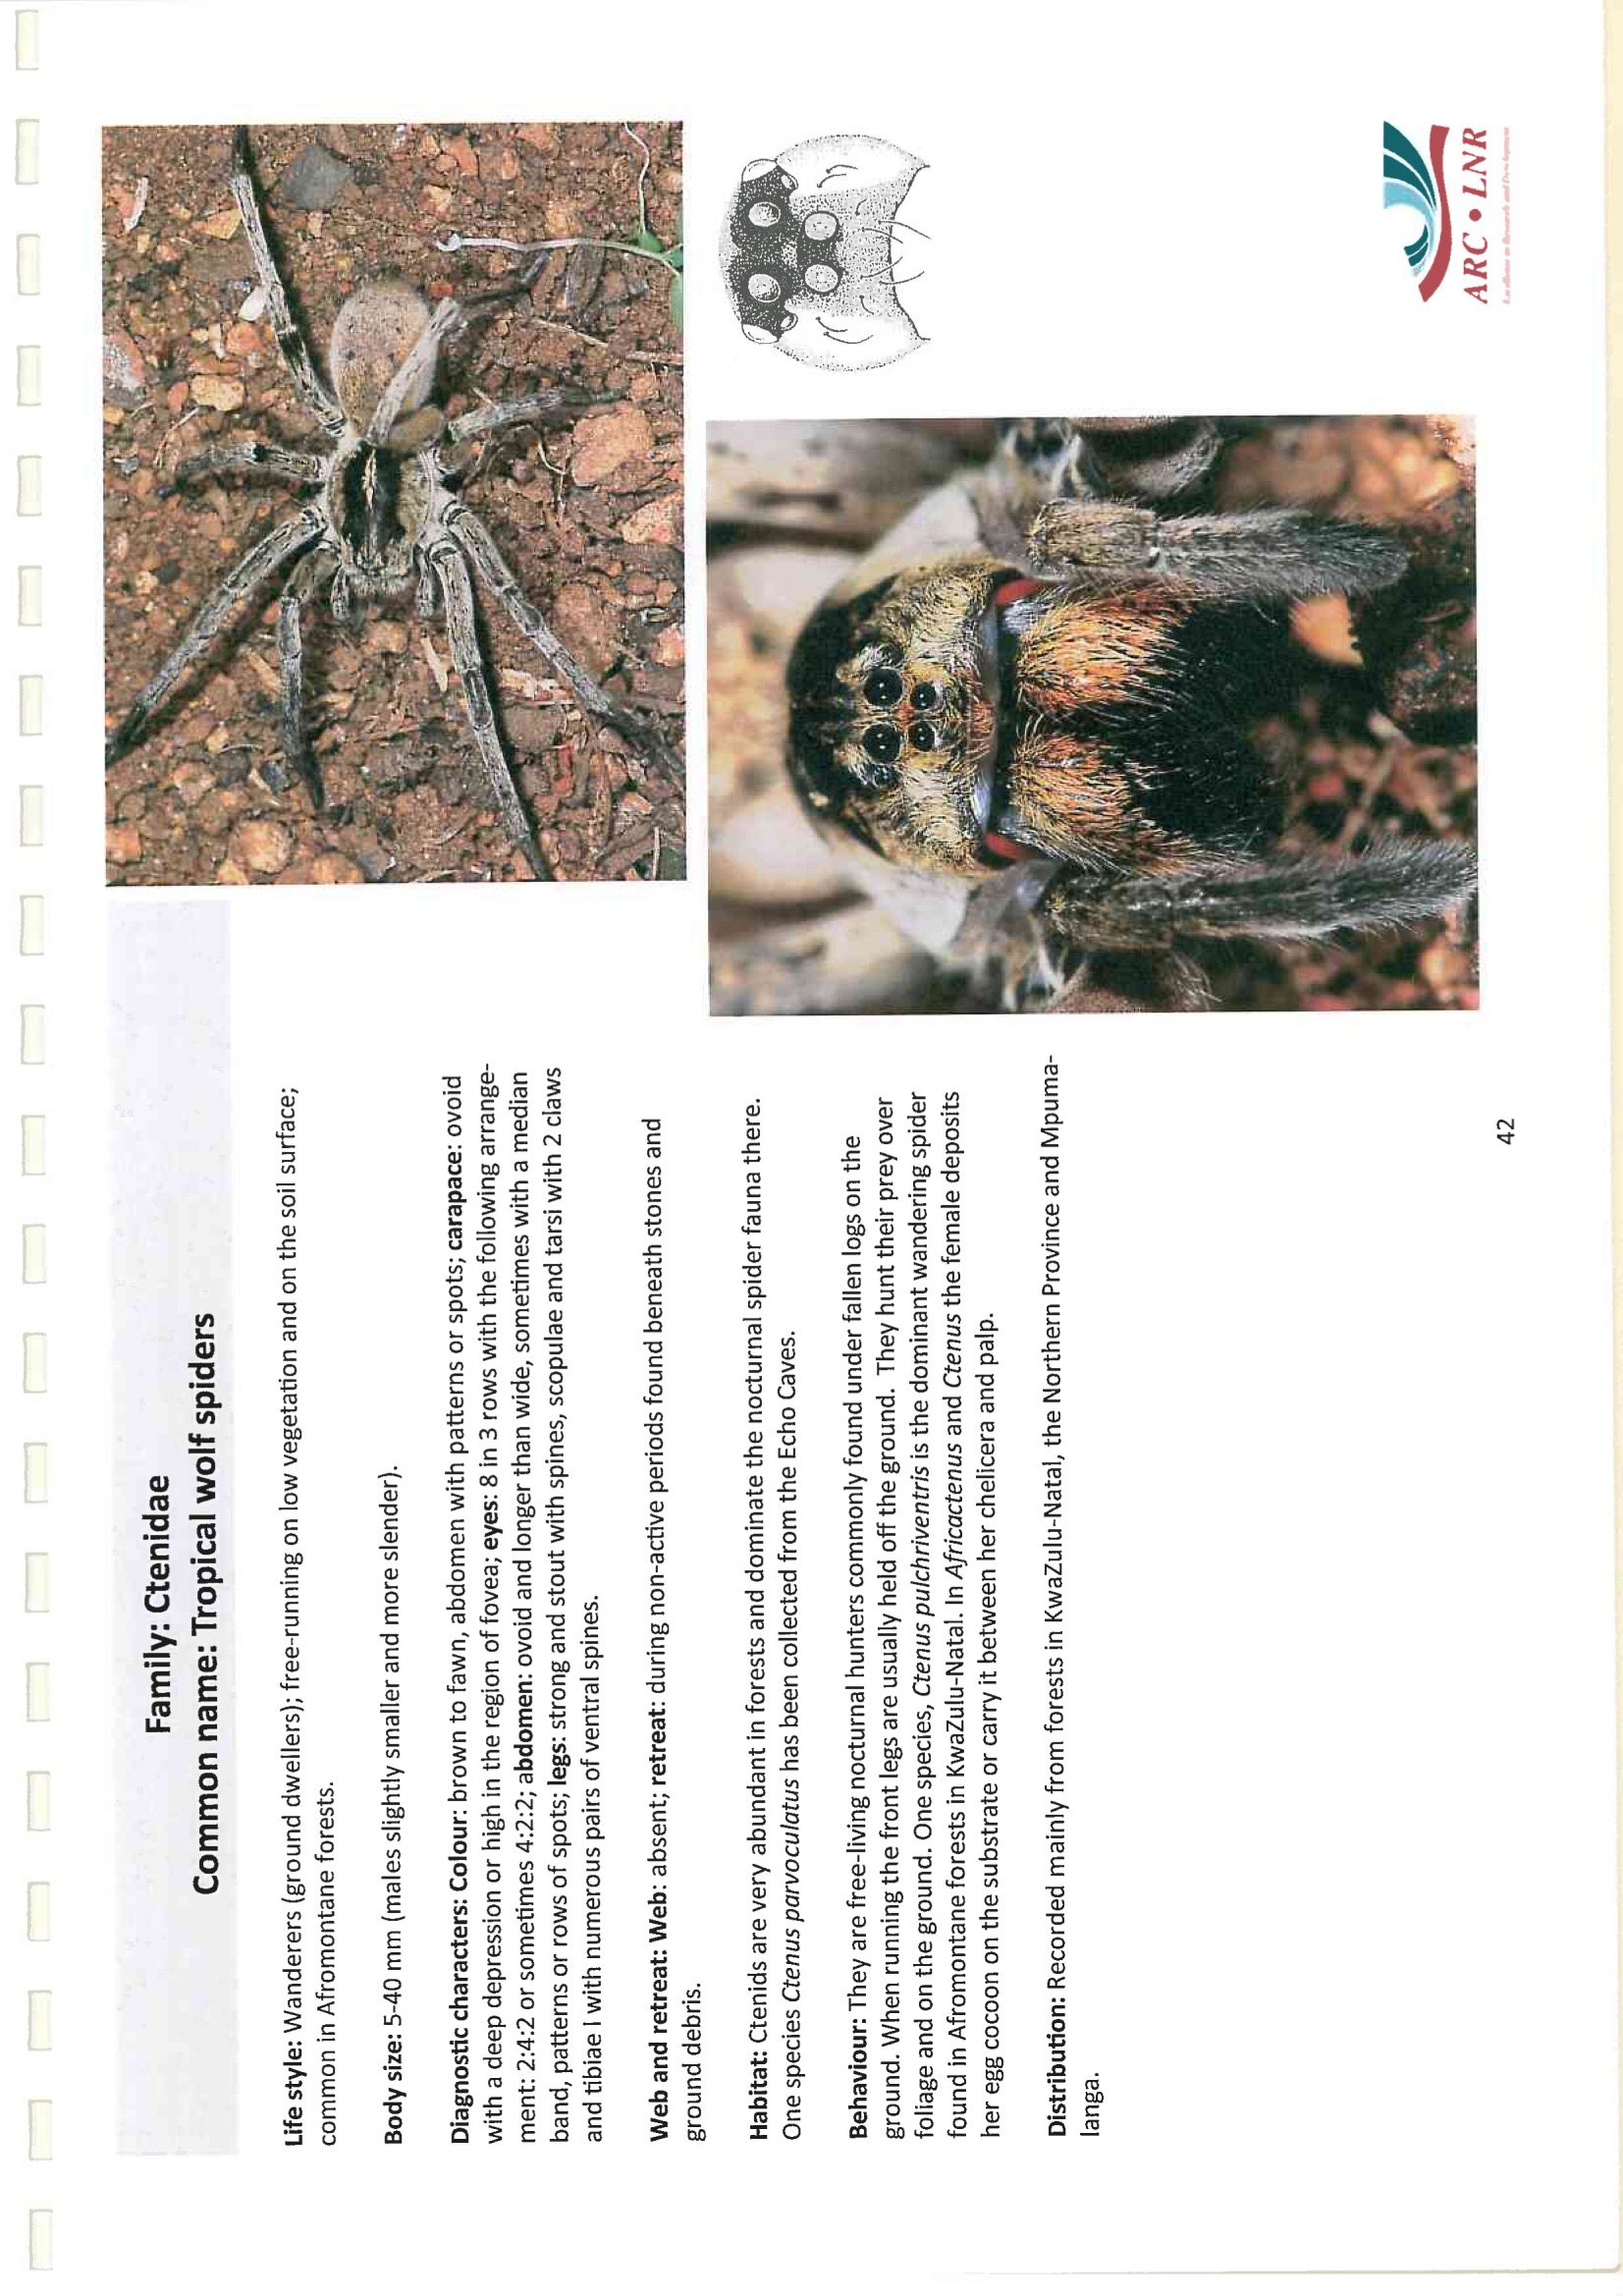 Family: Ctenidae
Common name: Tropical wolf spiders
Life style: Wanderers (ground dwellers); free-running on low vegetation and on the soil surface;
common in Afromontane forests.
Body size: 5-40 mm (males slightly smaller and more slender).
Diagnostic characters: Colour: brown to fawn, abdomen with patterns or spots; carapace: ovoid
with a deep depression or high in the region of fovea; eyes: 8 in 3 rows with the following arrange-
ment: 2:4:2 or sometimes 4:2:2; abdomen: ovoid and longer than wide, sometimes with a median
band, patterns or rows of spots; legs: strong and stout with spines, scopulae and tarsi with 2 claws
and tibiae I with numerous pairs of ventral spines.
Web and retreat: Web: absent; retreat: during non-active periods found beneath stones and
ground debris.
Habitat: Ctenids are very abundant in forests and dominate the nocturnal spider fauna there.
One species Ctenus parvoculatus has been collected from the Echo Caves.
Behaviour: They are free-living nocturnal hunters commonly found under fallen logs on the
ground. When running the front legs are usually held off the ground.  They hunt their prey over
foliage and on the ground. One species, Ctenus pulchriventris is the dominant wandering spider
found in Afromontane forests in KwaZulu-Natal. In Africactenus and Ctenus the female deposits
her egg cocoon on the substrate or carry it between her chelicera and palp.
Distribution: Recorded mainly from forests in KwaZulu-Natal, the Northern Province and Mpuma-
langa.
42
ARC • LNR
Excellence in Research and Development